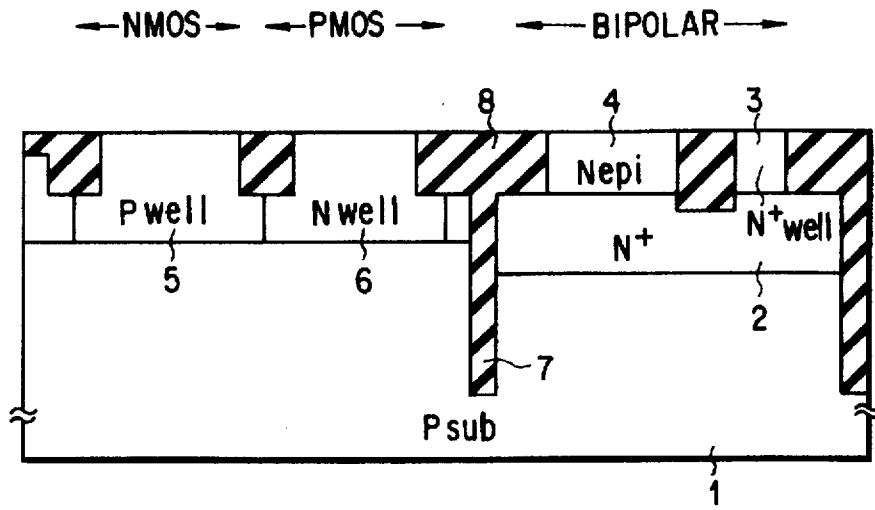 NMOS PMOS BIPOLAR
8 4 3
Nepi
Pwell Nwell N+ well
N+
5 6 2
7
Psub
1